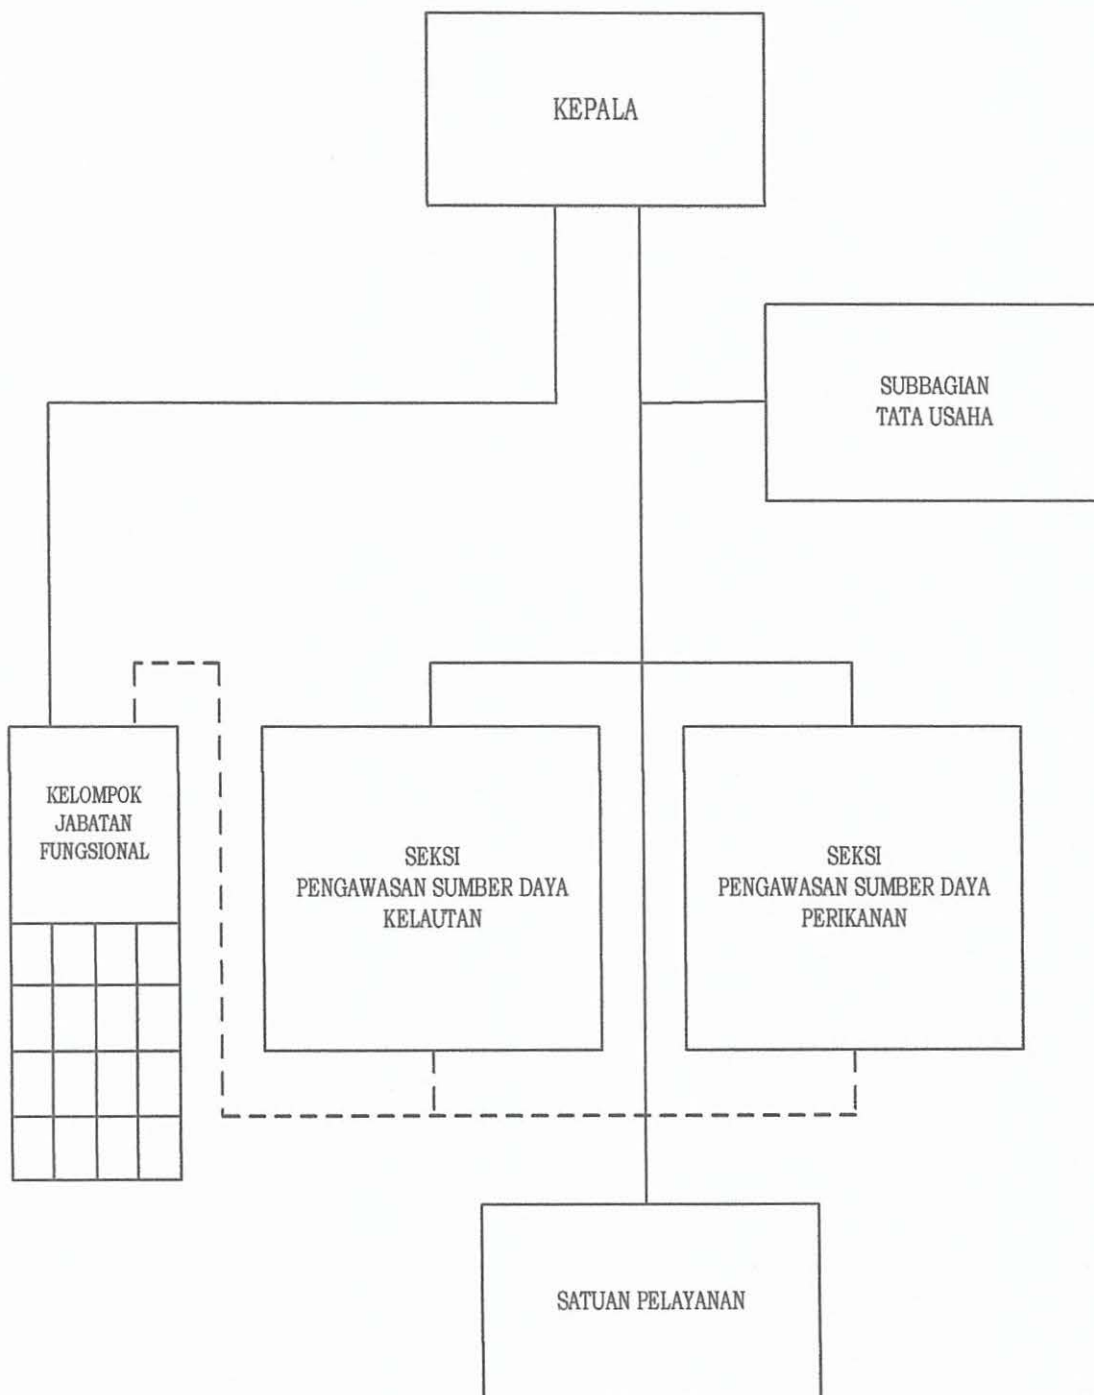 KEPALA
SUBBAGIAN
TATA USAHA
KELOMPOK
JABATAN
FUNGSIONAL
SEKSI
PENGAWASAN SUMBER DAYA
KELAUTAN
SEKSI
PENGAWASAN SUMBER DAYA
PERIKANAN
SATUAN PELAYANAN